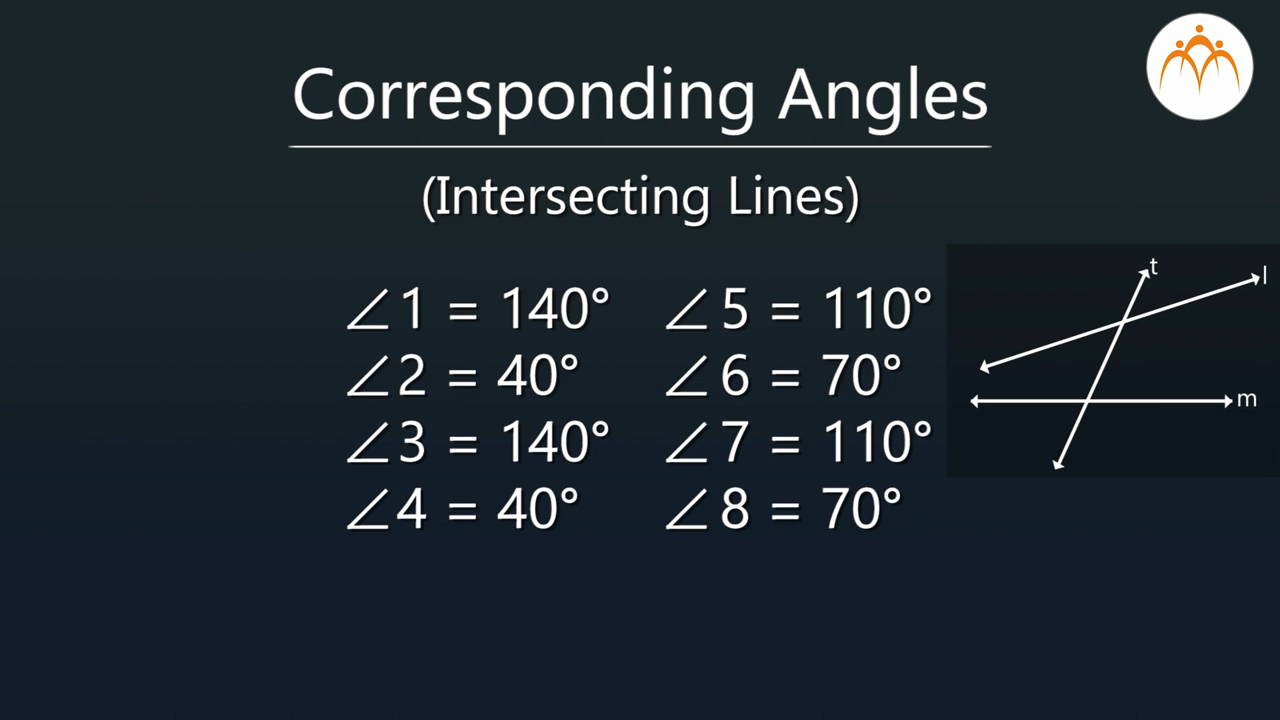 Corresponding Angles
(Intersecting Lines)
∠1 = 140° ∠5 = 110°
∠2 = 40° ∠6 = 70°
∠3 = 140° ∠7 = 110°
∠4 = 40° ∠8 = 70°
t
l
m